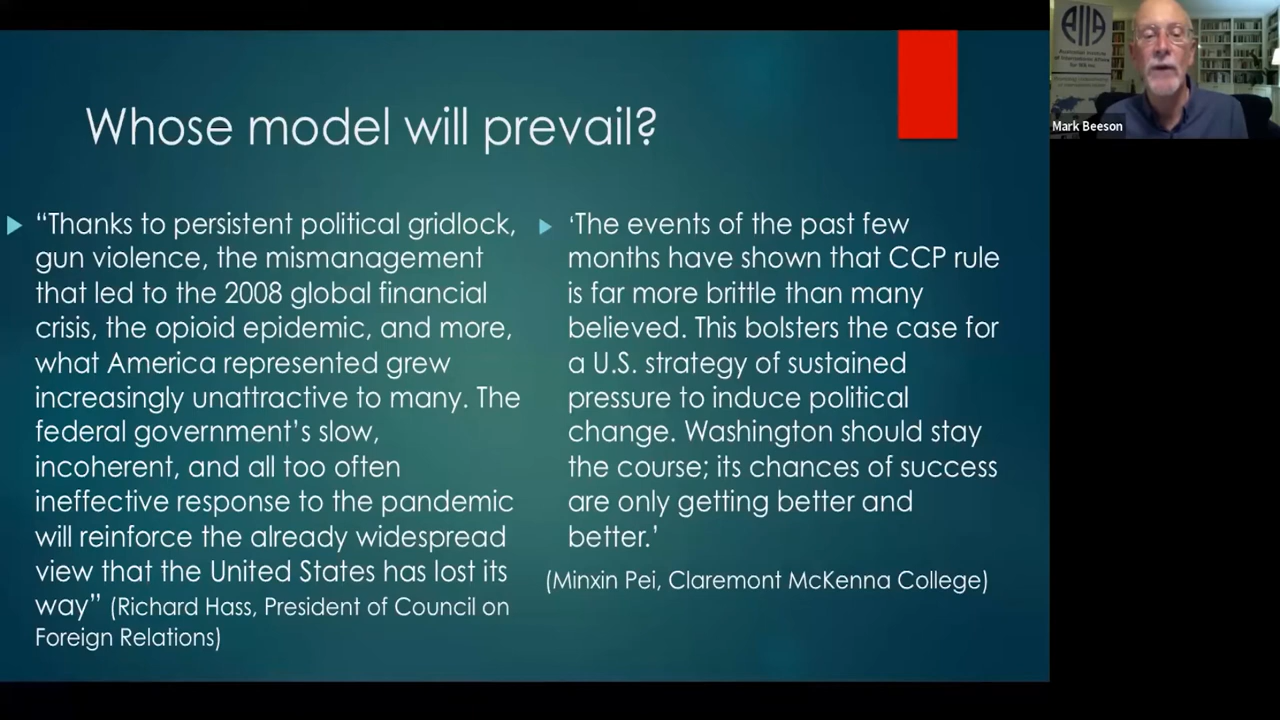 Whose model will prevail?
“Thanks to persistent political gridlock,
gun violence, the mismanagement
that led to the 2008 global financial
crisis, the opioid epidemic, and more,
what America represented grew
increasingly unattractive to many. The
federal government’s slow,
incoherent, and all too often
ineffective response to the pandemic
will reinforce the already widespread
view that the United States has lost its
way” (Richard Hass, President of Council on
Foreign Relations)
‘The events of the past few
months have shown that CCP rule
is far more brittle than many
believed. This bolsters the case for
a U.S. strategy of sustained
pressure to induce political
change. Washington should stay
the course; its chances of success
are only getting better and
better.’
(Minxin Pei, Claremont McKenna College)
AIIA
Australian Institute
of International Affairs
Mark Beeson